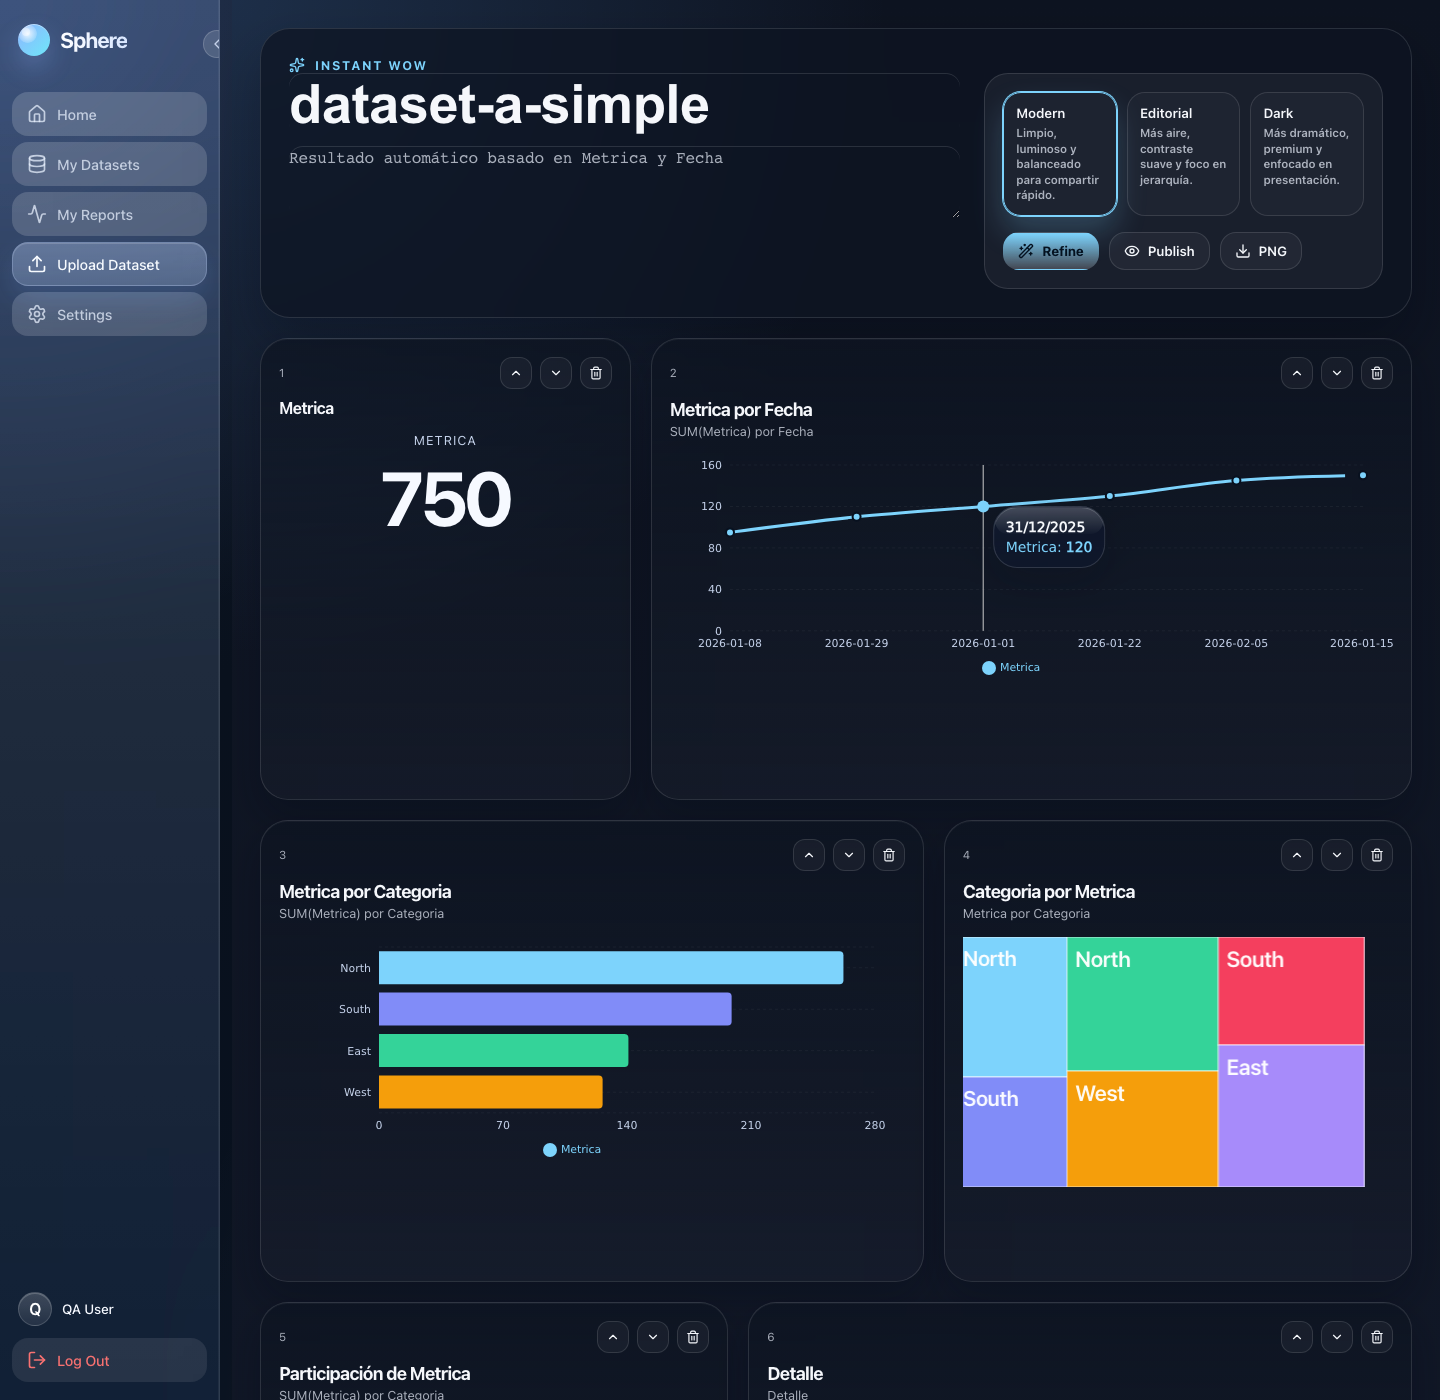 Sphere
Home
My Datasets
My Reports
Upload Dataset
Settings
Q
QA User
Log Out
INSTANT WOW
dataset-a-simple
Resultado automático basado en Metrica y Fecha
Modern
Limpio,
luminoso y
balanceado
para compartir
rápido.
Editorial
Más aire,
contraste
suave y foco en
jerarquía.
Dark
Más dramático,
premium y
enfocado en
presentación.
Refine
Publish
PNG
1
Metrica
METRICA
750
2
Metrica por Fecha
SUM(Metrica) por Fecha
160
120
80
40
0
31/12/2025
Metrica: 120
2026-01-08 2026-01-29 2026-01-01 2026-01-22 2026-02-05 2026-01-15
Metrica
3
Metrica por Categoria
SUM(Metrica) por Categoria
North
South
East
West
0 70 140 210 280
Metrica
4
Categoria por Metrica
Metrica por Categoria
North
North
South
East
South
West
5
Participación de Metrica
SUM(Metrica) por Categoria
6
Detalle
Detalle